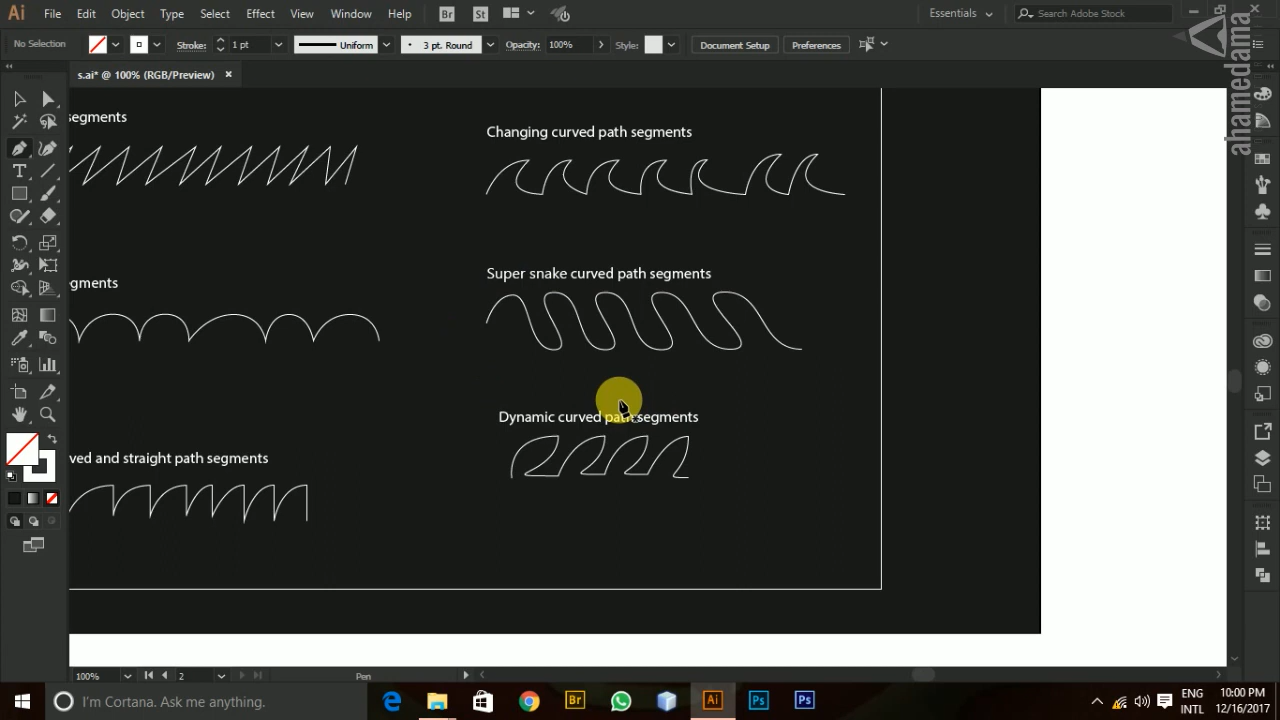 Ai File Edit Object Type Select Effect View Window Help Br St Essentials Search Adobe Stock
No Selection Stroke: 1 pt Uniform 3 pt. Round Opacity: 100% Style: Document Setup Preferences
s.ai* @ 100% (RGB/Preview)
ahamedama
segments
Changing curved path segments
gments
Super snake curved path segments
Dynamic curved path segments
ved and straight path segments
100% 2 Pen
I'm Cortana. Ask me anything. Br Ai Ps Ps ENG 10:00 PM
INTL 12/16/2017